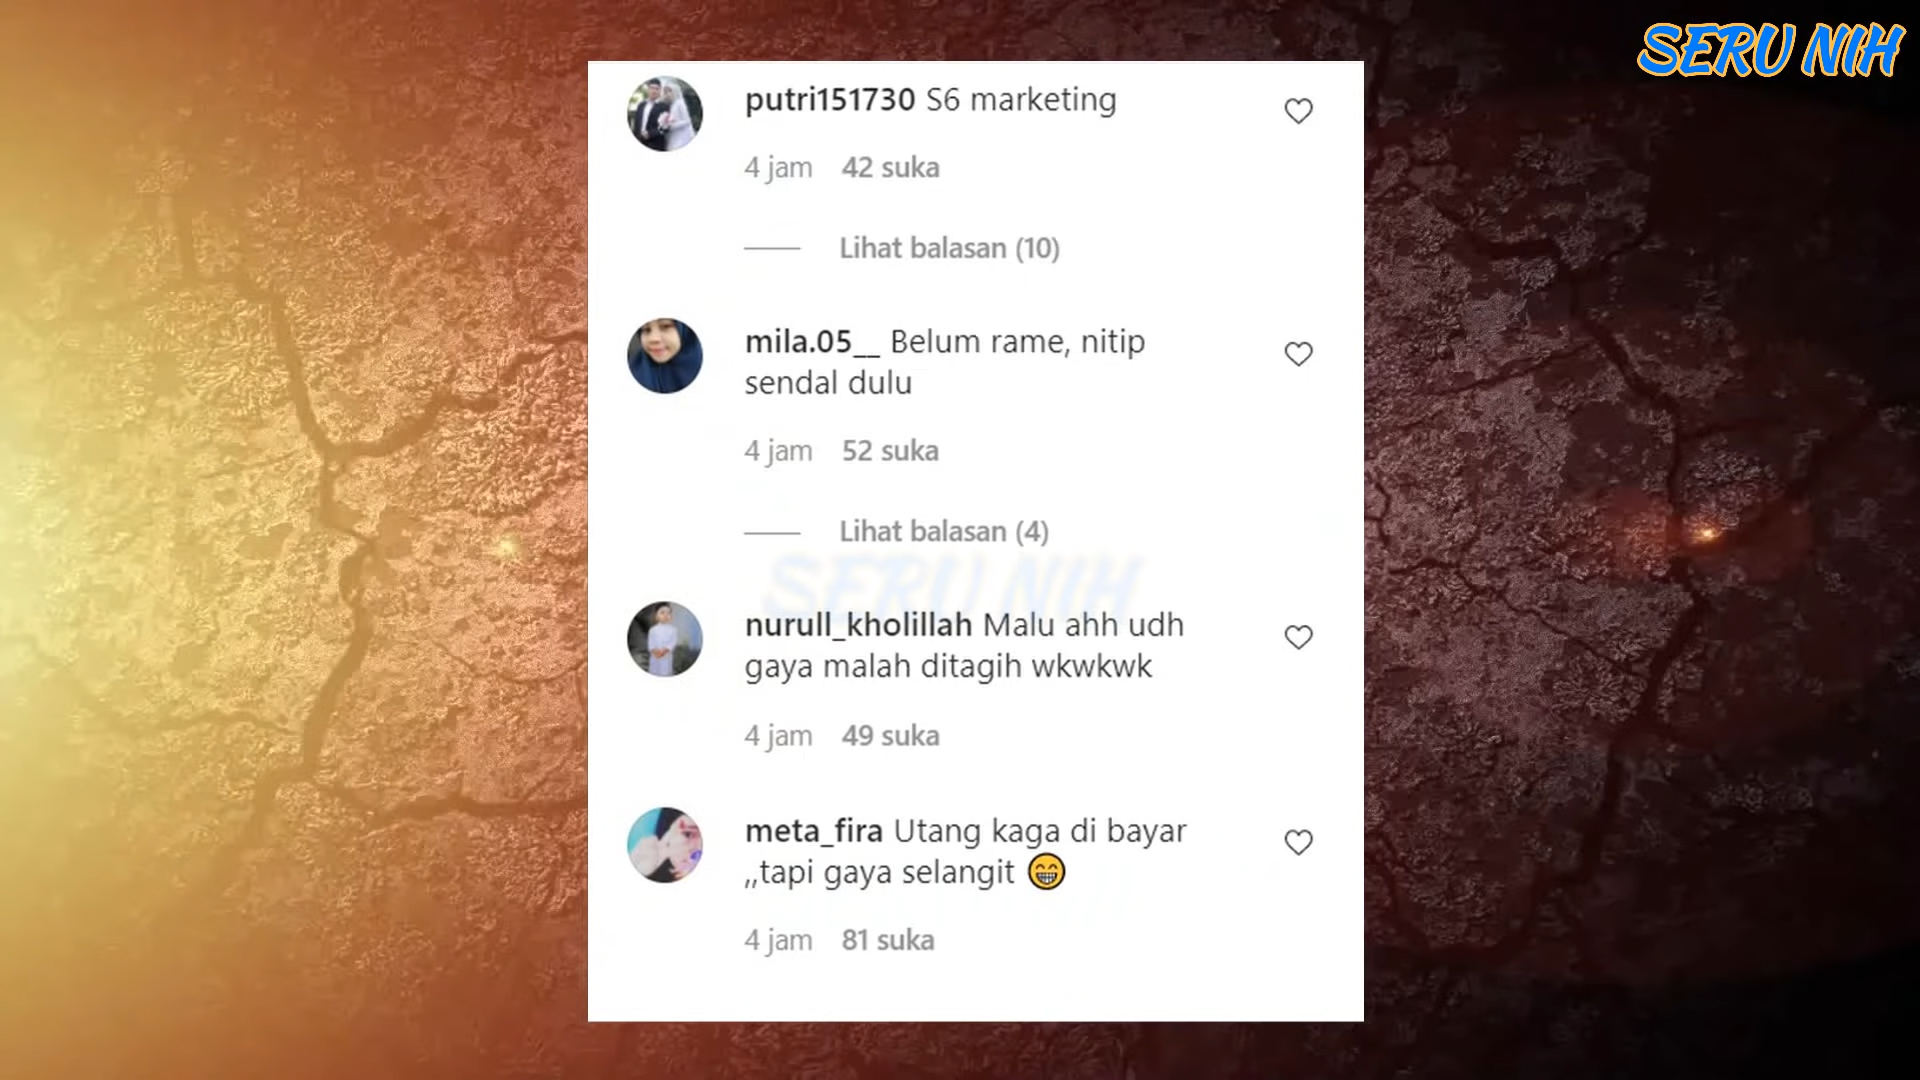 SERU NIH
putri151730 S6 marketing
4 jam 42 suka
Lihat balasan (10)
mila.05__ Belum rame, nitip
sendal dulu
4 jam 52 suka
Lihat balasan (4)
SERU NIH
nurull_kholillah Malu ahh udh
gaya malah ditagih wkwkwk
4 jam 49 suka
meta_fira Utang kaga di bayar
,,tapi gaya selangit 😁
4 jam 81 suka